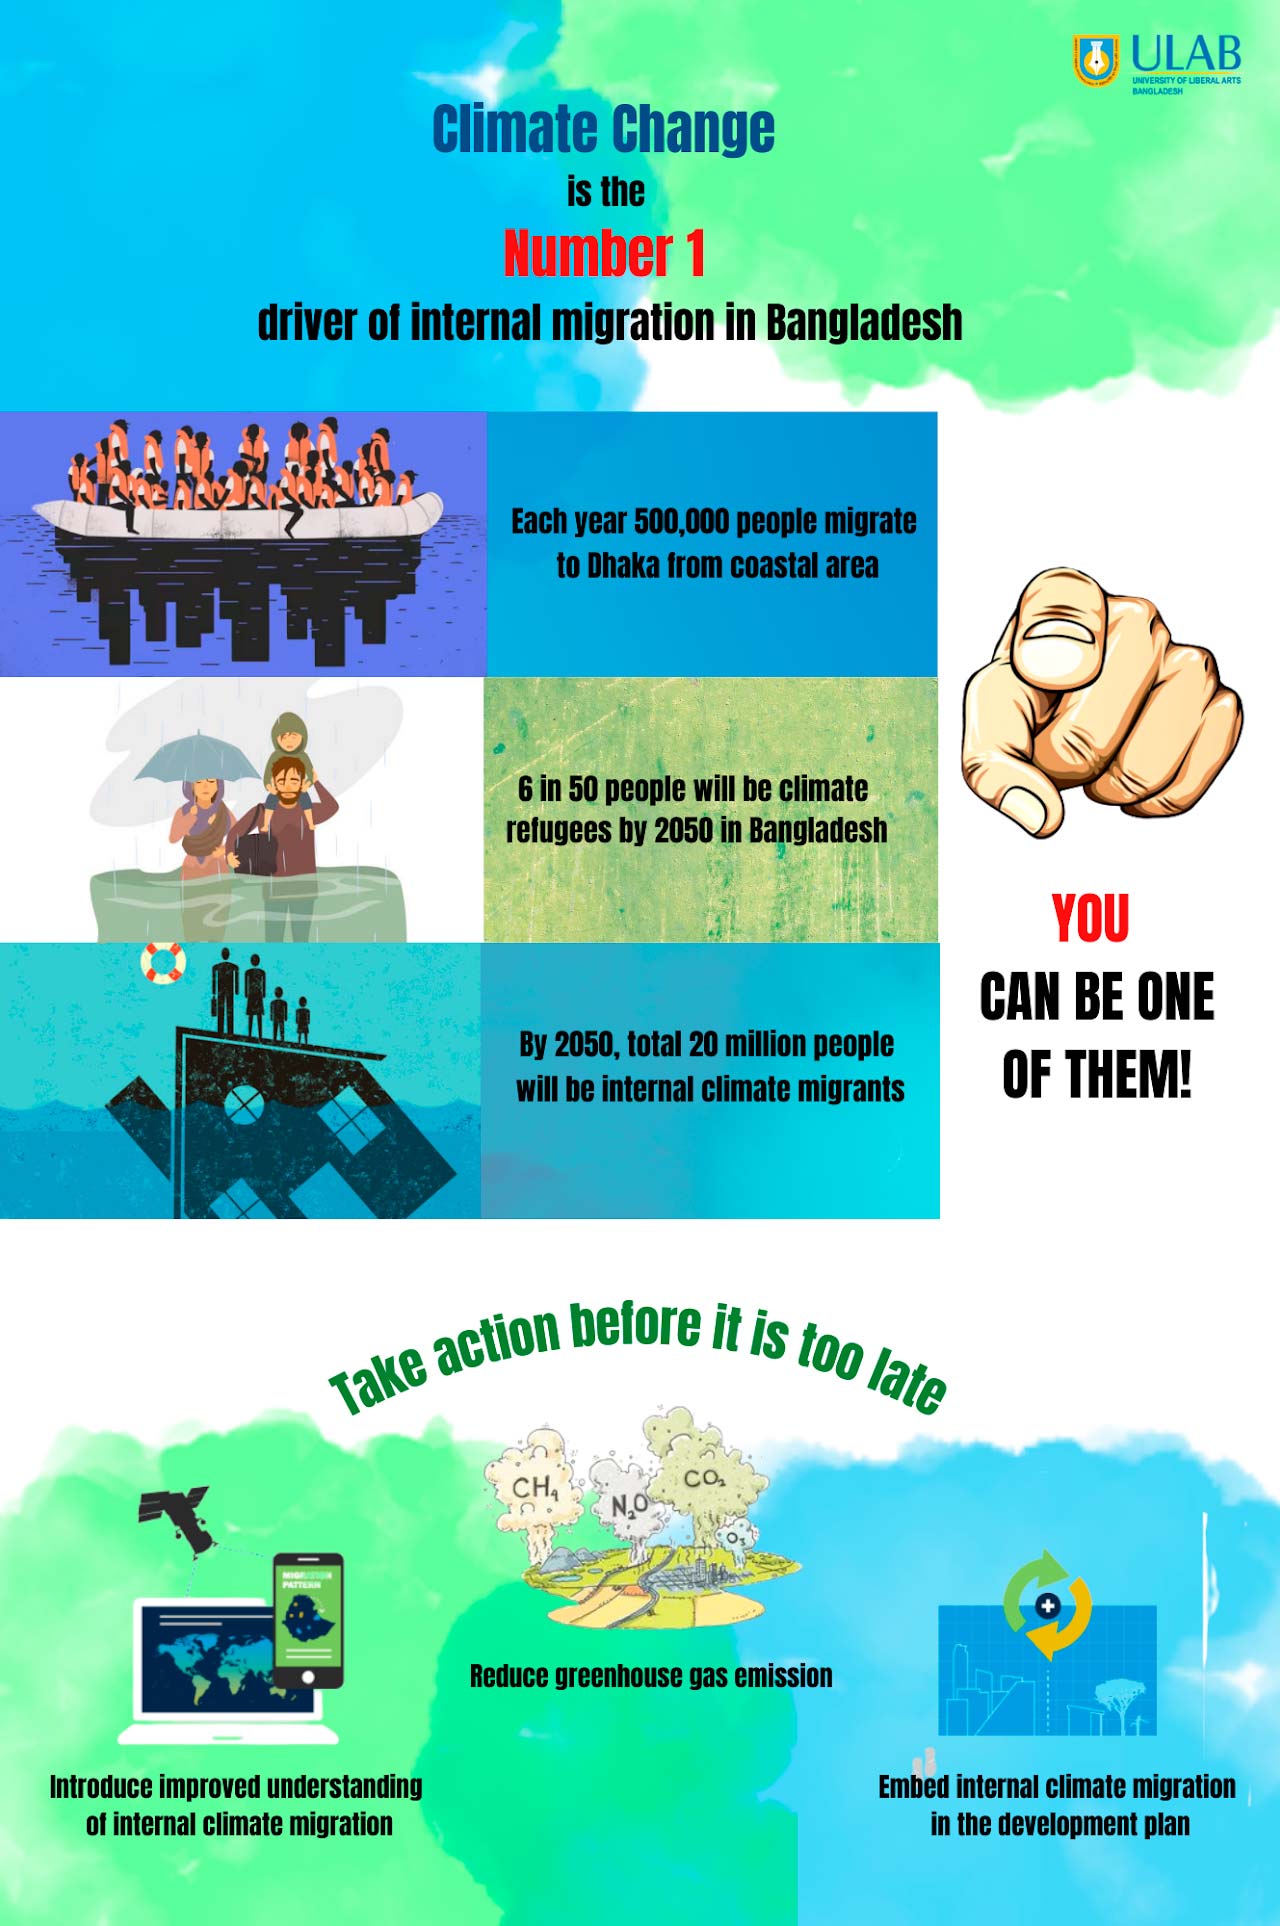 ULAB
UNIVERSITY OF LIBERAL ARTS
BANGLADESH
Climate Change
is the
Number 1
driver of internal migration in Bangladesh
Each year 500,000 people migrate
to Dhaka from coastal area
6 in 50 people will be climate
refugees by 2050 in Bangladesh
By 2050, total 20 million people
will be internal climate migrants
YOU
CAN BE ONE
OF THEM!
Take action before it is too late
CH4
N2O
CO2
O3
MIGRATION
PATTERN
Reduce greenhouse gas emission
Introduce improved understanding
of internal climate migration
Embed internal climate migration
in the development plan